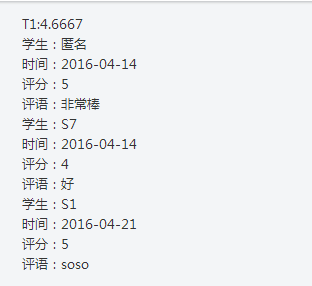 T1:4.6667
学生：匿名
时间：2016-04-14
评分：5
评语：非常棒
学生：S7
时间：2016-04-14
评分：4
评语：好
学生：S1
时间：2016-04-21
评分：5
评语：soso